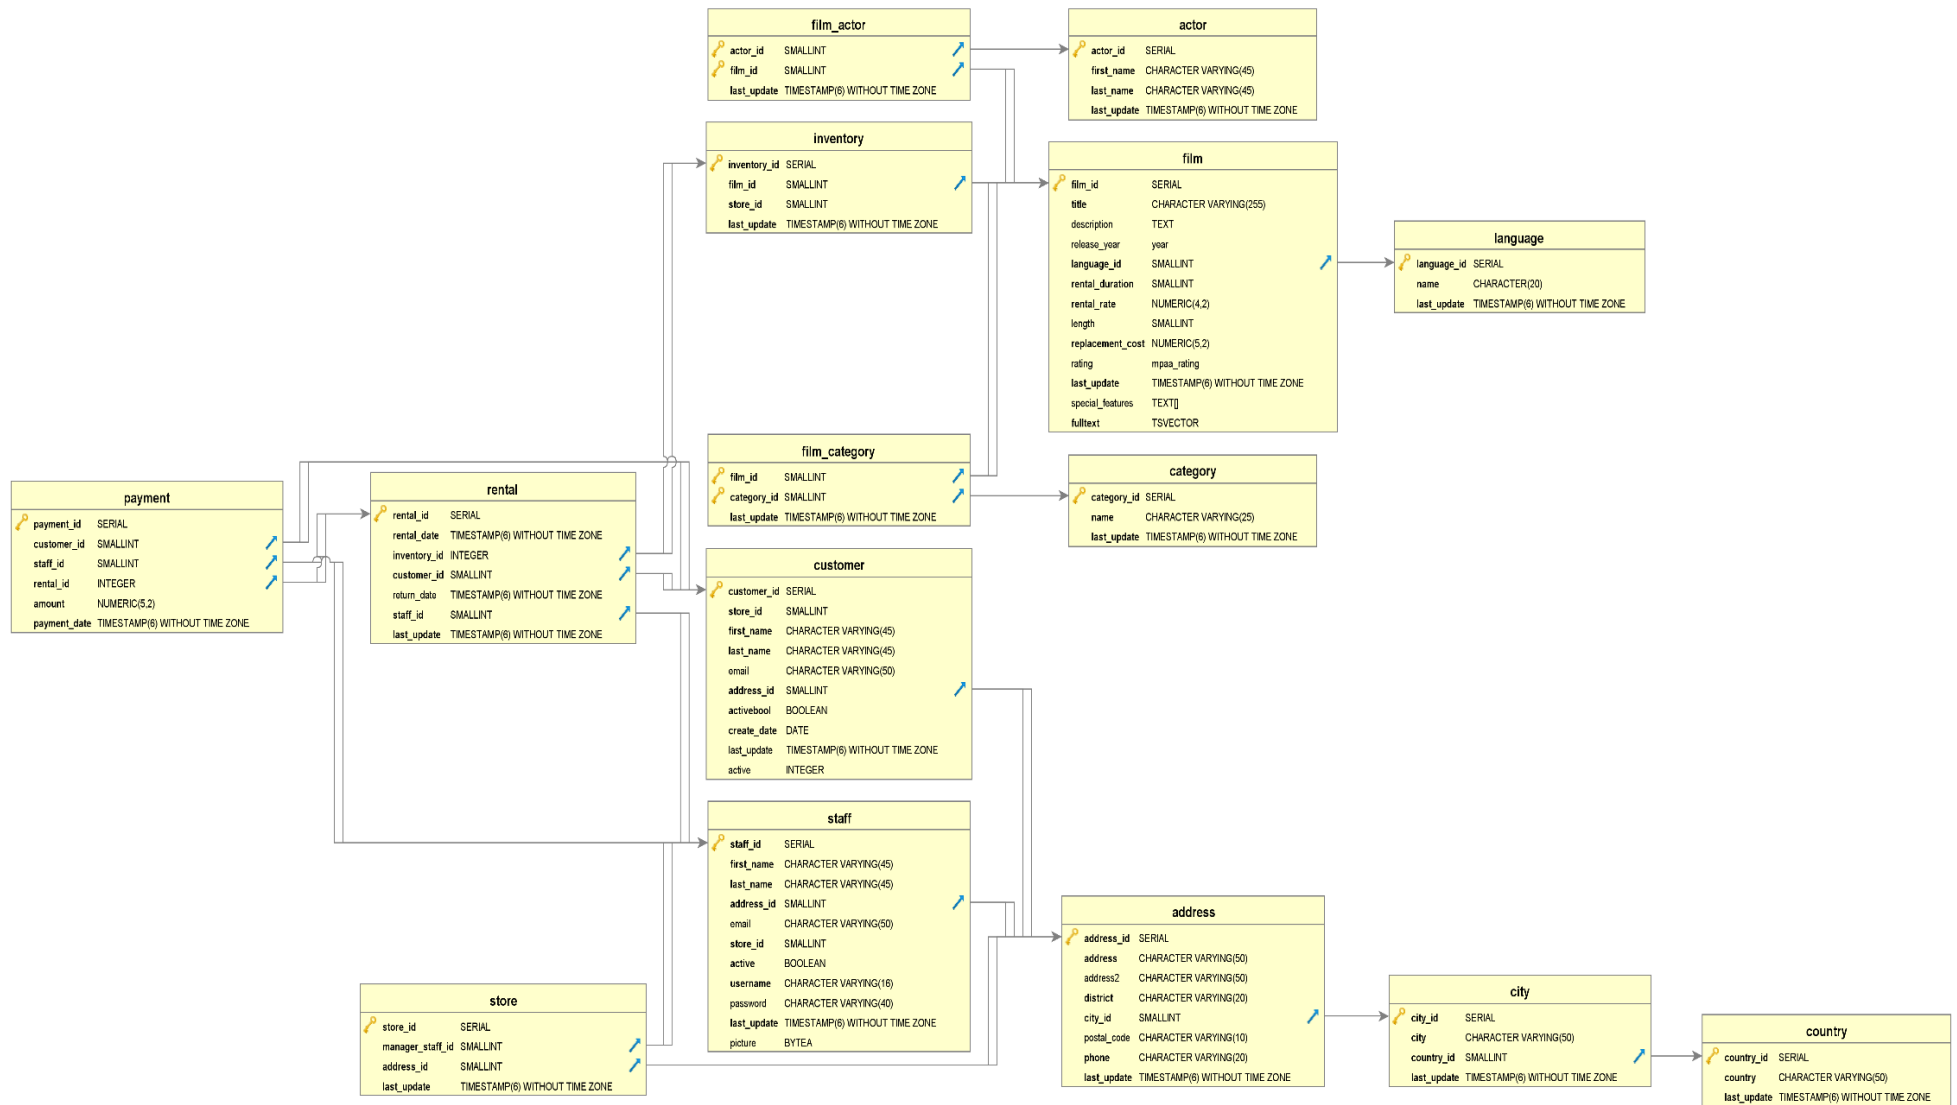 film_actor
actor_id SMALLINT
film_id SMALLINT
last_update TIMESTAMP(6) WITHOUT TIME ZONE
actor
actor_id SERIAL
first_name CHARACTER VARYING(45)
last_name CHARACTER VARYING(45)
last_update TIMESTAMP(6) WITHOUT TIME ZONE
inventory
inventory_id SERIAL
film_id SMALLINT
store_id SMALLINT
last_update TIMESTAMP(6) WITHOUT TIME ZONE
film
film_id SERIAL
title CHARACTER VARYING(255)
description TEXT
release_year year
language_id SMALLINT
rental_duration SMALLINT
rental_rate NUMERIC(4,2)
length SMALLINT
replacement_cost NUMERIC(5,2)
rating mpaa_rating
last_update TIMESTAMP(6) WITHOUT TIME ZONE
special_features TEXT[]
fulltext TSVECTOR
language
language_id SERIAL
name CHARACTER(20)
last_update TIMESTAMP(6) WITHOUT TIME ZONE
film_category
film_id SMALLINT
category_id SMALLINT
last_update TIMESTAMP(6) WITHOUT TIME ZONE
category
category_id SERIAL
name CHARACTER VARYING(25)
last_update TIMESTAMP(6) WITHOUT TIME ZONE
payment
payment_id SERIAL
customer_id SMALLINT
staff_id SMALLINT
rental_id INTEGER
amount NUMERIC(5,2)
payment_date TIMESTAMP(6) WITHOUT TIME ZONE
rental
rental_id SERIAL
rental_date TIMESTAMP(6) WITHOUT TIME ZONE
inventory_id INTEGER
customer_id SMALLINT
return_date TIMESTAMP(6) WITHOUT TIME ZONE
staff_id SMALLINT
last_update TIMESTAMP(6) WITHOUT TIME ZONE
customer
customer_id SERIAL
store_id SMALLINT
first_name CHARACTER VARYING(45)
last_name CHARACTER VARYING(45)
email CHARACTER VARYING(50)
address_id SMALLINT
activebool BOOLEAN
create_date DATE
last_update TIMESTAMP(6) WITHOUT TIME ZONE
active INTEGER
staff
staff_id SERIAL
first_name CHARACTER VARYING(45)
last_name CHARACTER VARYING(45)
address_id SMALLINT
email CHARACTER VARYING(50)
store_id SMALLINT
active BOOLEAN
username CHARACTER VARYING(16)
password CHARACTER VARYING(40)
last_update TIMESTAMP(6) WITHOUT TIME ZONE
picture BYTEA
store
store_id SERIAL
manager_staff_id SMALLINT
address_id SMALLINT
last_update TIMESTAMP(6) WITHOUT TIME ZONE
address
address_id SERIAL
address CHARACTER VARYING(50)
address2 CHARACTER VARYING(50)
district CHARACTER VARYING(20)
city_id SMALLINT
postal_code CHARACTER VARYING(10)
phone CHARACTER VARYING(20)
last_update TIMESTAMP(6) WITHOUT TIME ZONE
city
city_id SERIAL
city CHARACTER VARYING(50)
country_id SMALLINT
last_update TIMESTAMP(6) WITHOUT TIME ZONE
country
country_id SERIAL
country CHARACTER VARYING(50)
last_update TIMESTAMP(6) WITHOUT TIME ZONE